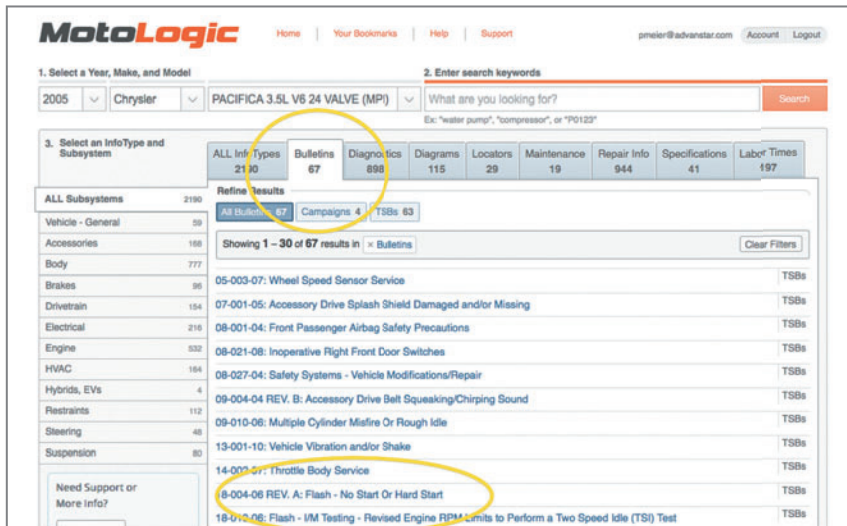 MotoLogic
Home | Your Bookmarks | Help | Support
pmeier@advanstar.com Account Logout
1. Select a Year, Make, and Model
2. Enter search keywords
2005 Chrysler PACIFICA 3.5L V6 24 VALVE (MPI) What are you looking for? Search
Ex: "water pump", "compressor", or "P0123"
3. Select an InfoType and
Subsystem
ALL InfoTypes Bulletins Diagnostics Diagrams Locators Maintenance Repair Info Specifications Labor Times
2190 67 898 115 29 19 944 41 197
ALL Subsystems 2190
Vehicle - General 59
Accessories 168
Body 777
Brakes 96
Drivetrain 154
Electrical 216
Engine 532
HVAC 164
Hybrids, EVs 4
Restraints 112
Steering 48
Suspension 80
Need Support or
More Info?
Refine Results
All Bulletins 67 Campaigns 4 TSBs 63
Showing 1 – 30 of 67 results in × Bulletins Clear Filters
05-003-07: Wheel Speed Sensor Service TSBs
07-001-05: Accessory Drive Splash Shield Damaged and/or Missing TSBs
08-001-04: Front Passenger Airbag Safety Precautions TSBs
08-021-08: Inoperative Right Front Door Switches TSBs
08-027-04: Safety Systems - Vehicle Modifications/Repair TSBs
09-004-04 REV. B: Accessory Drive Belt Squeaking/Chirping Sound TSBs
09-010-06: Multiple Cylinder Misfire Or Rough Idle TSBs
13-001-10: Vehicle Vibration and/or Shake TSBs
Throttle Body Service TSBs
18-004-06 REV. A: Flash - No Start Or Hard Start TSBs
Flash - I/M Testing - Revised Engine RPM Limits to Perform a Two Speed Idle (TSI) Test TSBs